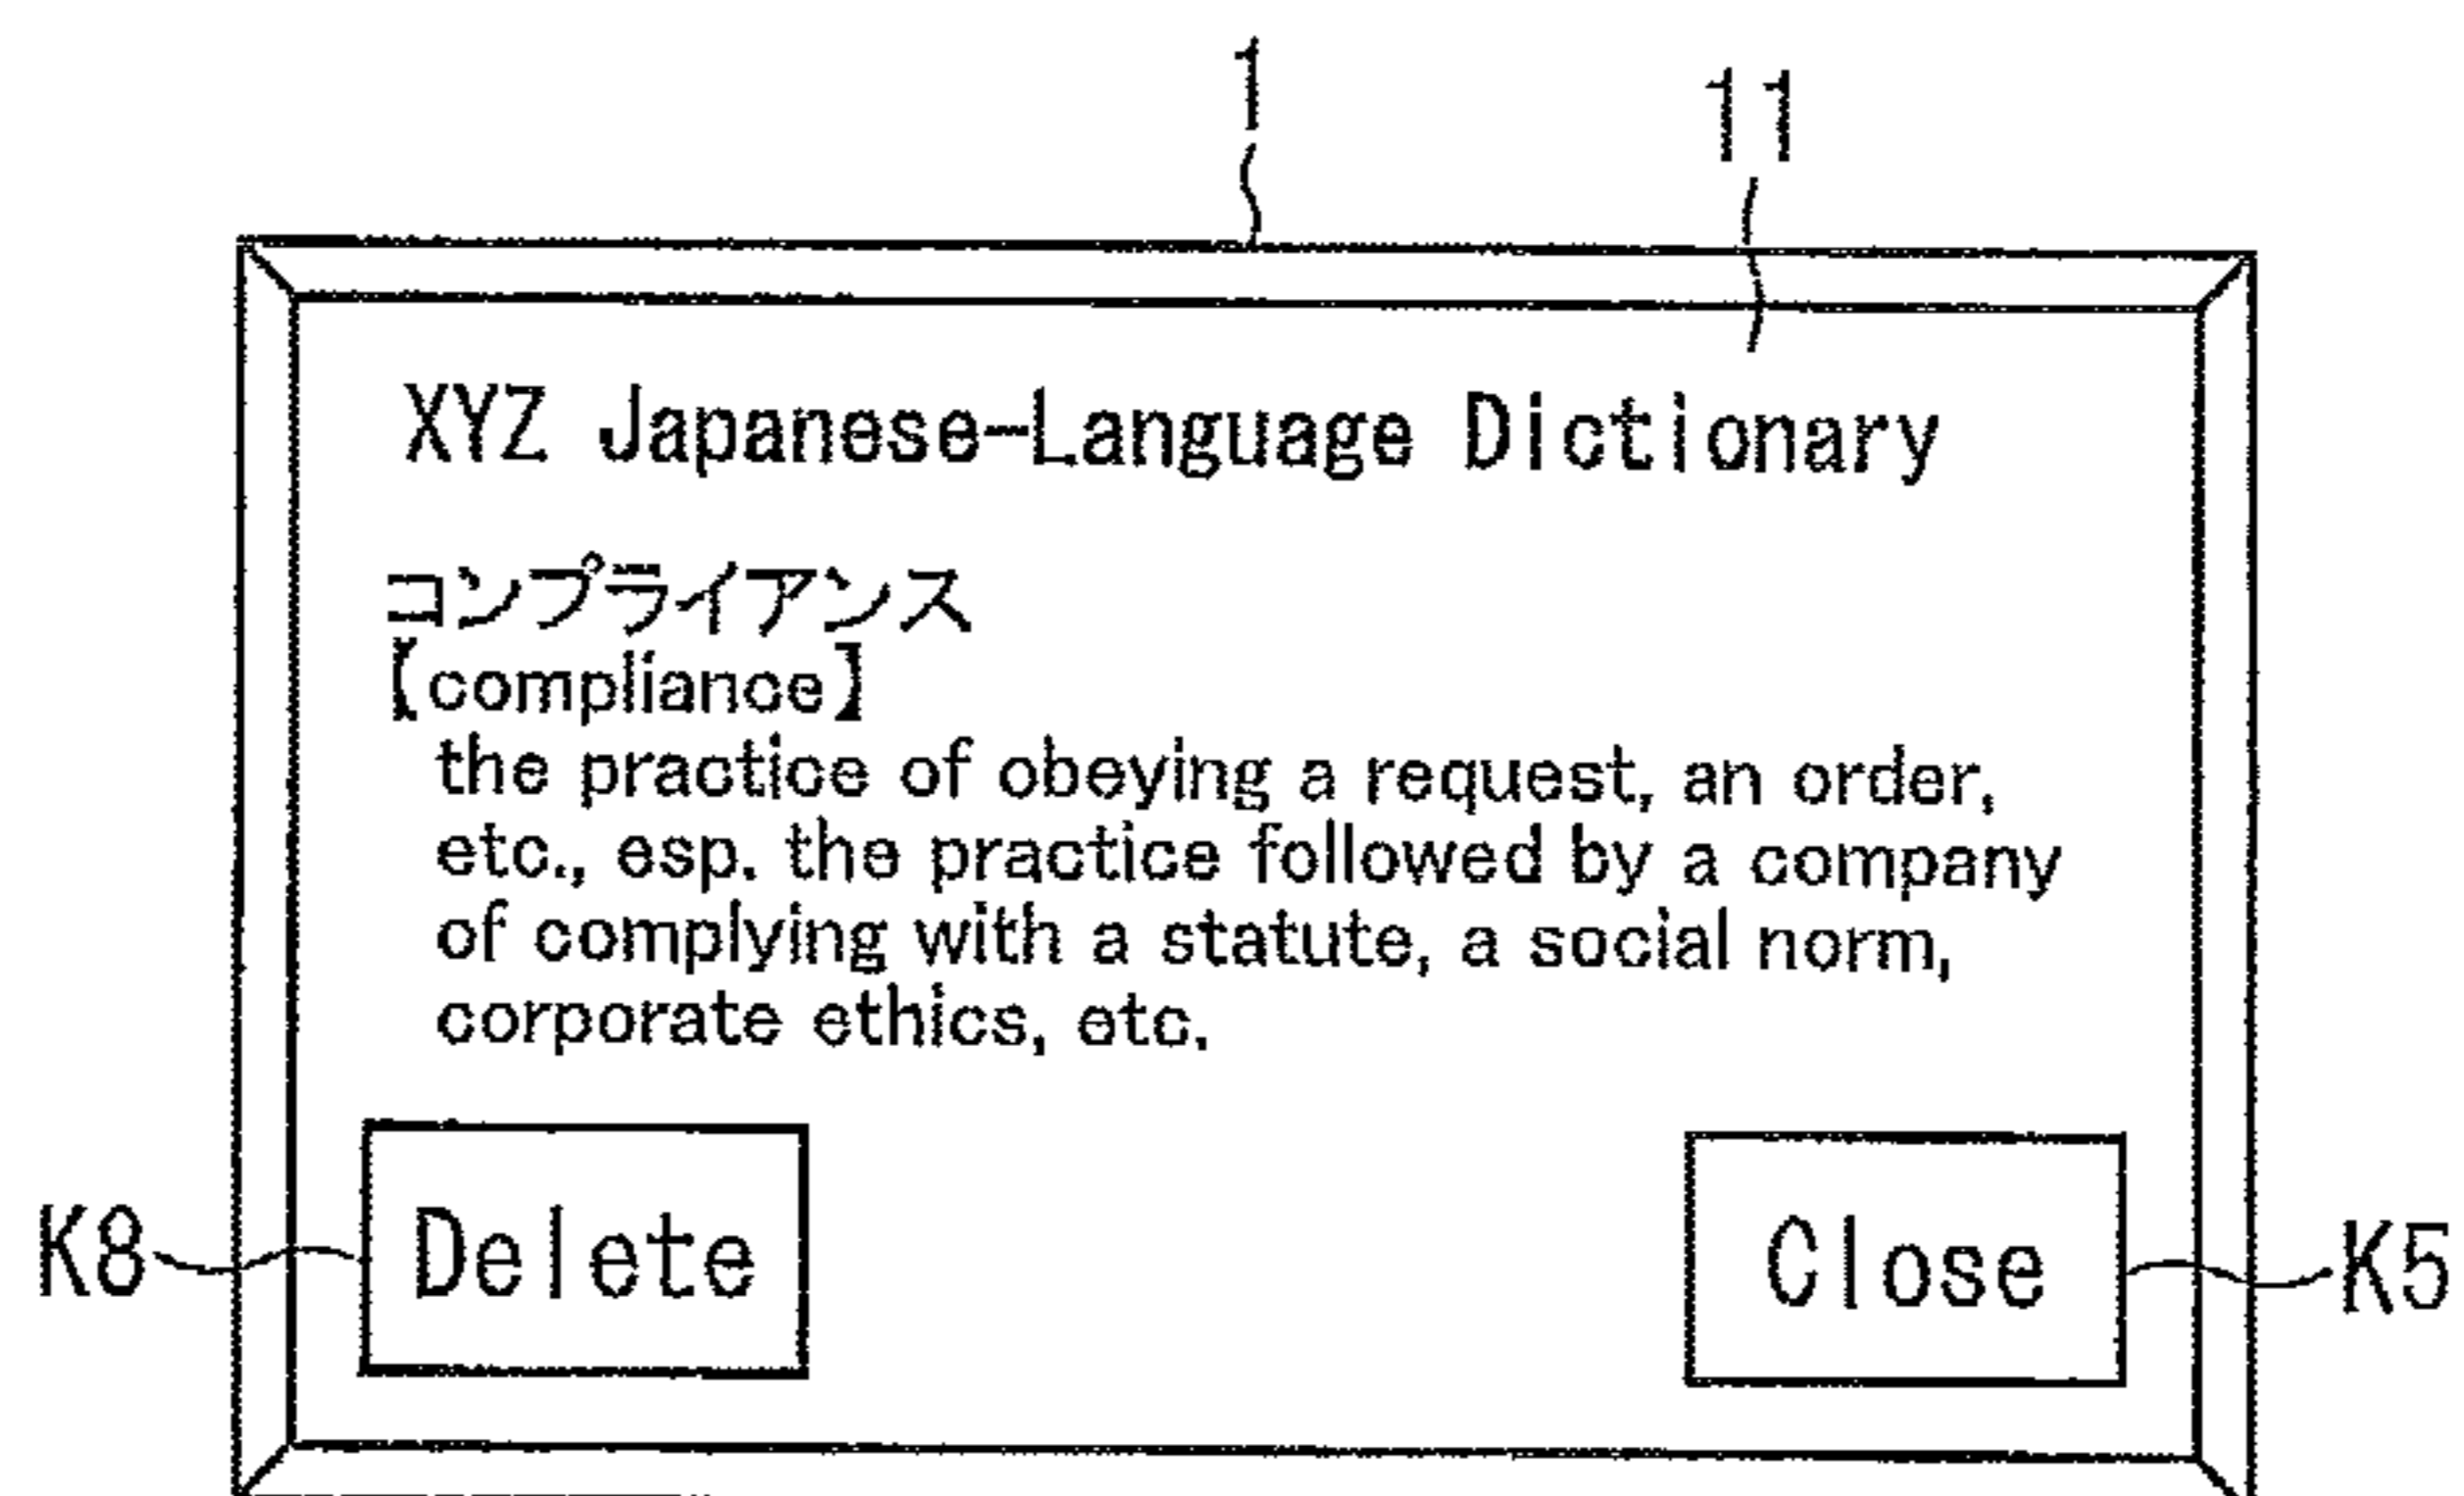 1
11
XYZ Japanese-Language Dictionary
コンプライアンス
【compliance】
the practice of obeying a request, an order,
etc., esp. the practice followed by a company
of complying with a statute, a social norm,
corporate ethics, etc.
K8 Delete Close K5